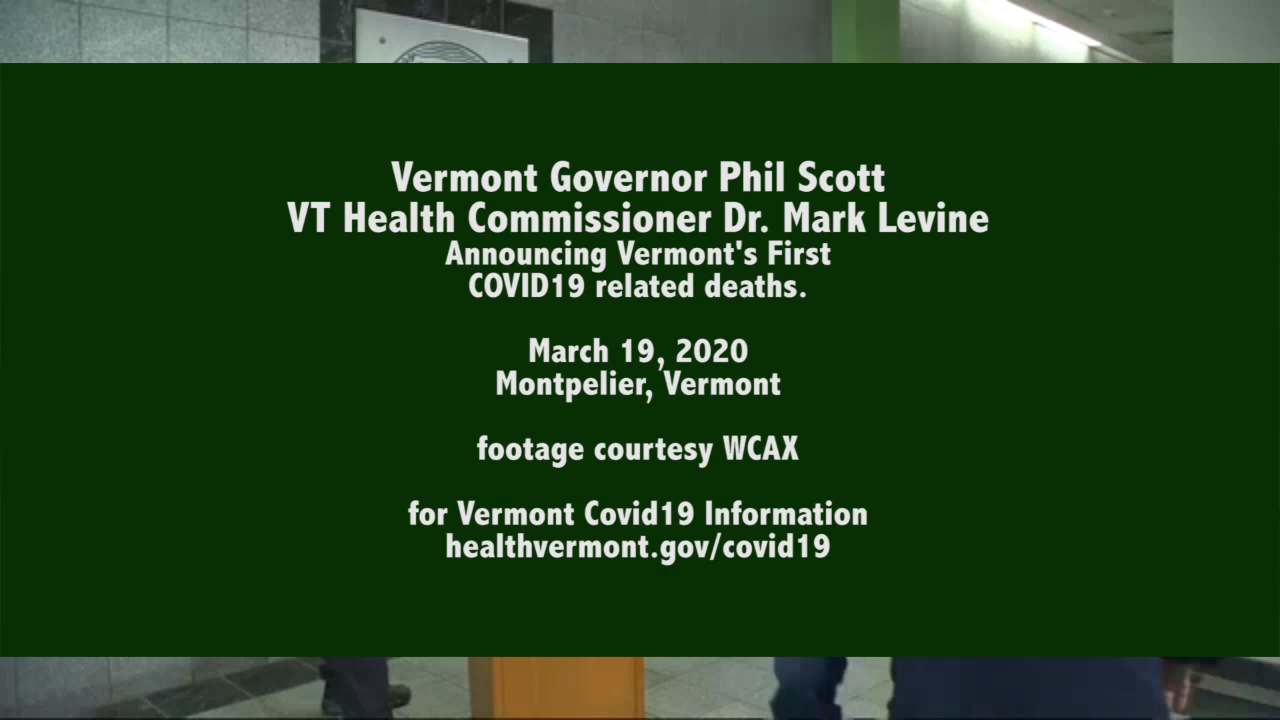 Vermont Governor Phil Scott
VT Health Commissioner Dr. Mark Levine
Announcing Vermont's First
COVID19 related deaths.
March 19, 2020
Montpelier, Vermont
footage courtesy WCAX
for Vermont Covid19 Information
healthvermont.gov/covid19